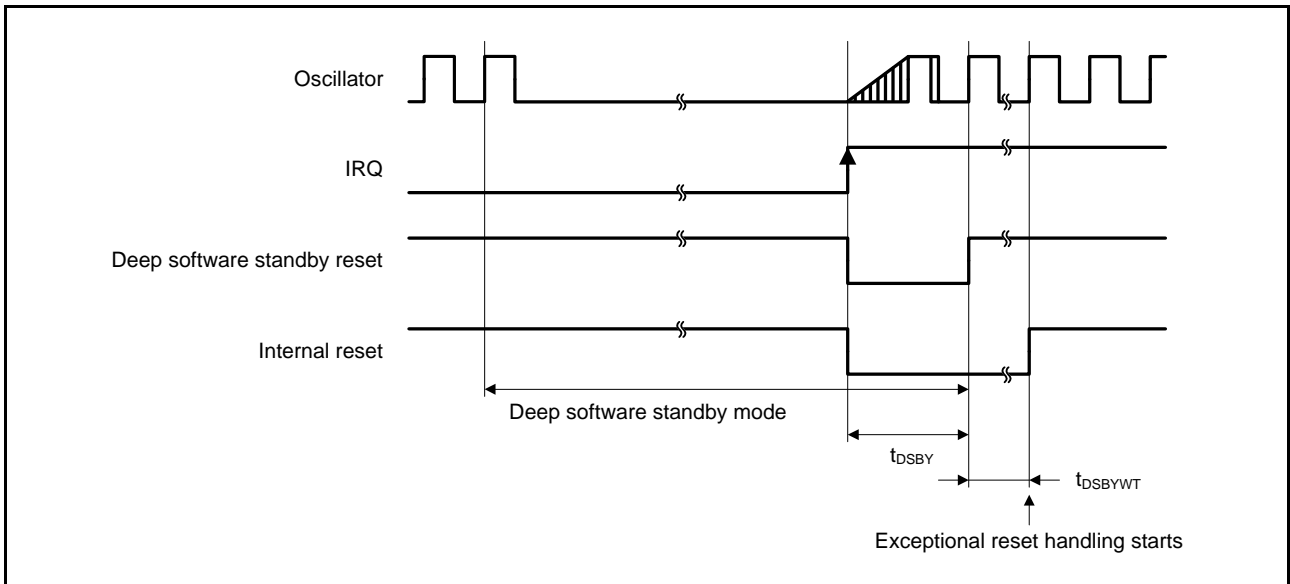 Oscillator
IRQ
Deep software standby reset
Internal reset
Deep software standby mode
tDSBY
tDSBYWT
Exceptional reset handling starts